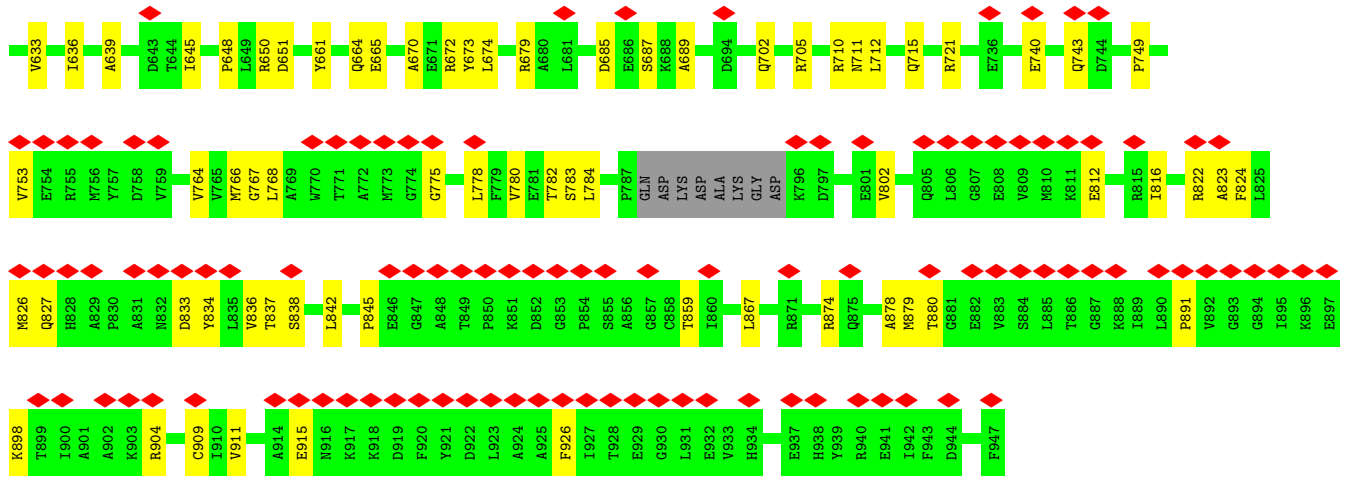 V633 I636 A639 D643 T644 I645 P648 L649 R650 D651 Y661 Q664 E665 A670 E671 R672 Y673 L674 R679 A680 L681 D685 E686 S687 K688 A689 D694 Q702 R705 R710 N711 L712 Q715 R721 E736 E740 Q743 D744 P749
V753 E754 R755 M756 Y757 D758 V759 V764 V765 M766 G767 L768 A769 W770 T771 A772 M773 G774 G775 L778 F779 V780 E781 T782 S783 L784 P787 GLN ASP LYS ASP ALA LYS GLY ASP K796 D797 E801 V802 Q805 L806 G807 E808 V809 M810 K811 E812 R815 I816 R822 A823 F824 L825
M826 Q827 H828 A829 P830 A831 N832 D833 Y834 L835 V836 T837 S838 L842 P845 E846 G847 A848 T849 P850 K851 D852 G853 P854 S855 A856 G857 C858 T859 I860 L867 R871 R874 Q875 A878 M879 T880 G881 E882 V883 S884 L885 T886 G887 K888 I889 L890 P891 V892 G893 G894 I895 K896 E897
K898 T899 I900 A901 A902 K903 R904 C909 I910 V911 A914 E915 N916 K917 K918 D919 F920 Y921 D922 L923 A924 A925 F926 I927 T928 E929 G930 L931 E932 V933 H934 E937 H938 Y939 R940 E941 I942 F943 D944 F947